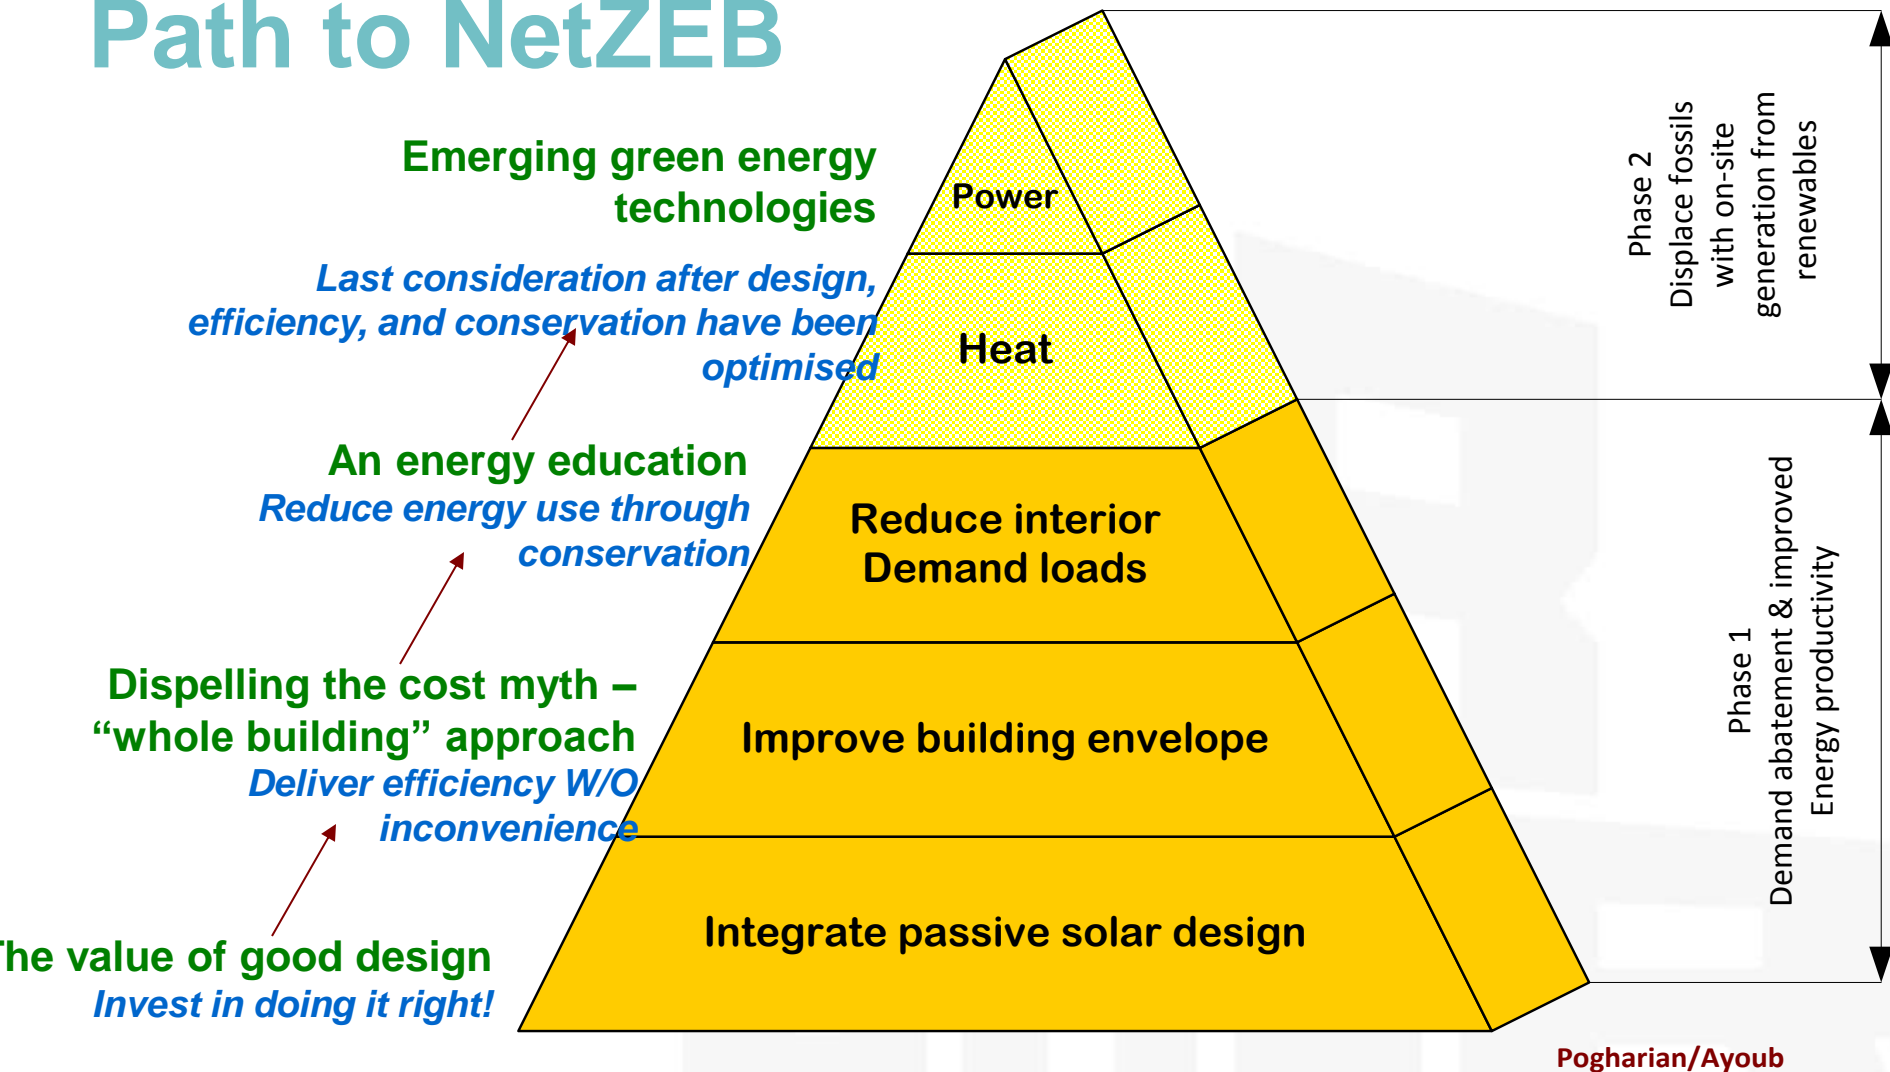 Path to NetZEB
Emerging green energy
technologies
Last consideration after design,
efficiency, and conservation have been
optimised
An energy education
Reduce energy use through
conservation
Dispelling the cost myth –
“whole building” approach
Deliver efficiency W/O
inconvenience
The value of good design
Invest in doing it right!
Power
Heat
Reduce interior
Demand loads
Improve building envelope
Integrate passive solar design
Phase 2
Displace fossils
with on-site
generation from
renewables
Phase 1
Demand abatement & improved
Energy productivity
Pogharian/Ayoub